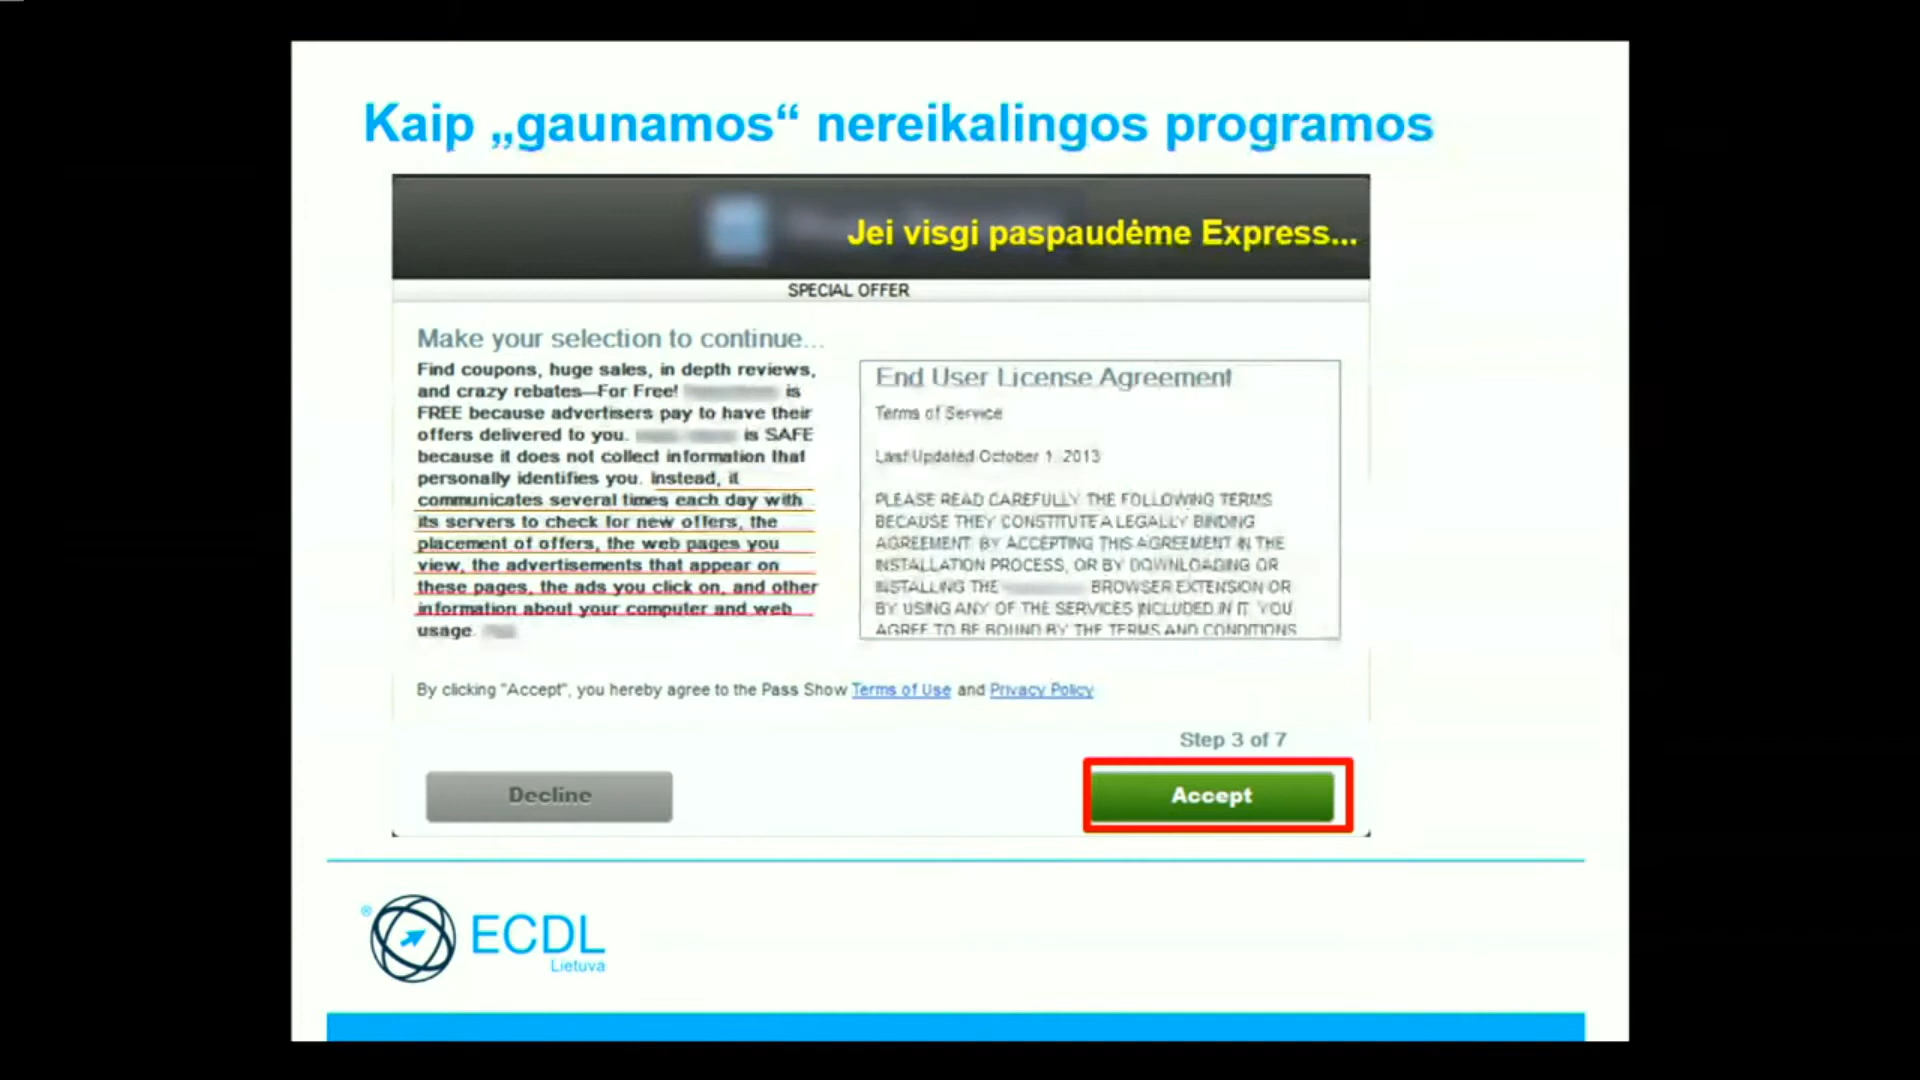 Kaip „gaunamos“ nereikalingos programos
Jei visgi paspaudėme Express...
SPECIAL OFFER
Make your selection to continue...
Find coupons, huge sales, in depth reviews,
and crazy rebates—For Free! is
FREE because advertisers pay to have their
offers delivered to you. is SAFE
because it does not collect information that
personally identifies you. Instead, it
communicates several times each day with
its servers to check for new offers, the
placement of offers, the web pages you
view, the advertisements that appear on
these pages, the ads you click on, and other
information about your computer and web
usage.
End User License Agreement
Terms of Service
Last Updated October 1, 2013
PLEASE READ CAREFULLY THE FOLLOWING TERMS
BECAUSE THEY CONSTITUTE A LEGALLY BINDING
AGREEMENT. BY ACCEPTING THIS AGREEMENT IN THE
INSTALLATION PROCESS, OR BY DOWNLOADING OR
INSTALLING THE BROWSER EXTENSION OR
BY USING ANY OF THE SERVICES INCLUDED IN IT, YOU
AGREE TO BE BOUND BY THE TERMS AND CONDITIONS
By clicking "Accept", you hereby agree to the Pass Show Terms of Use and Privacy Policy
Step 3 of 7
Decline
Accept
® ECDL
Lietuva